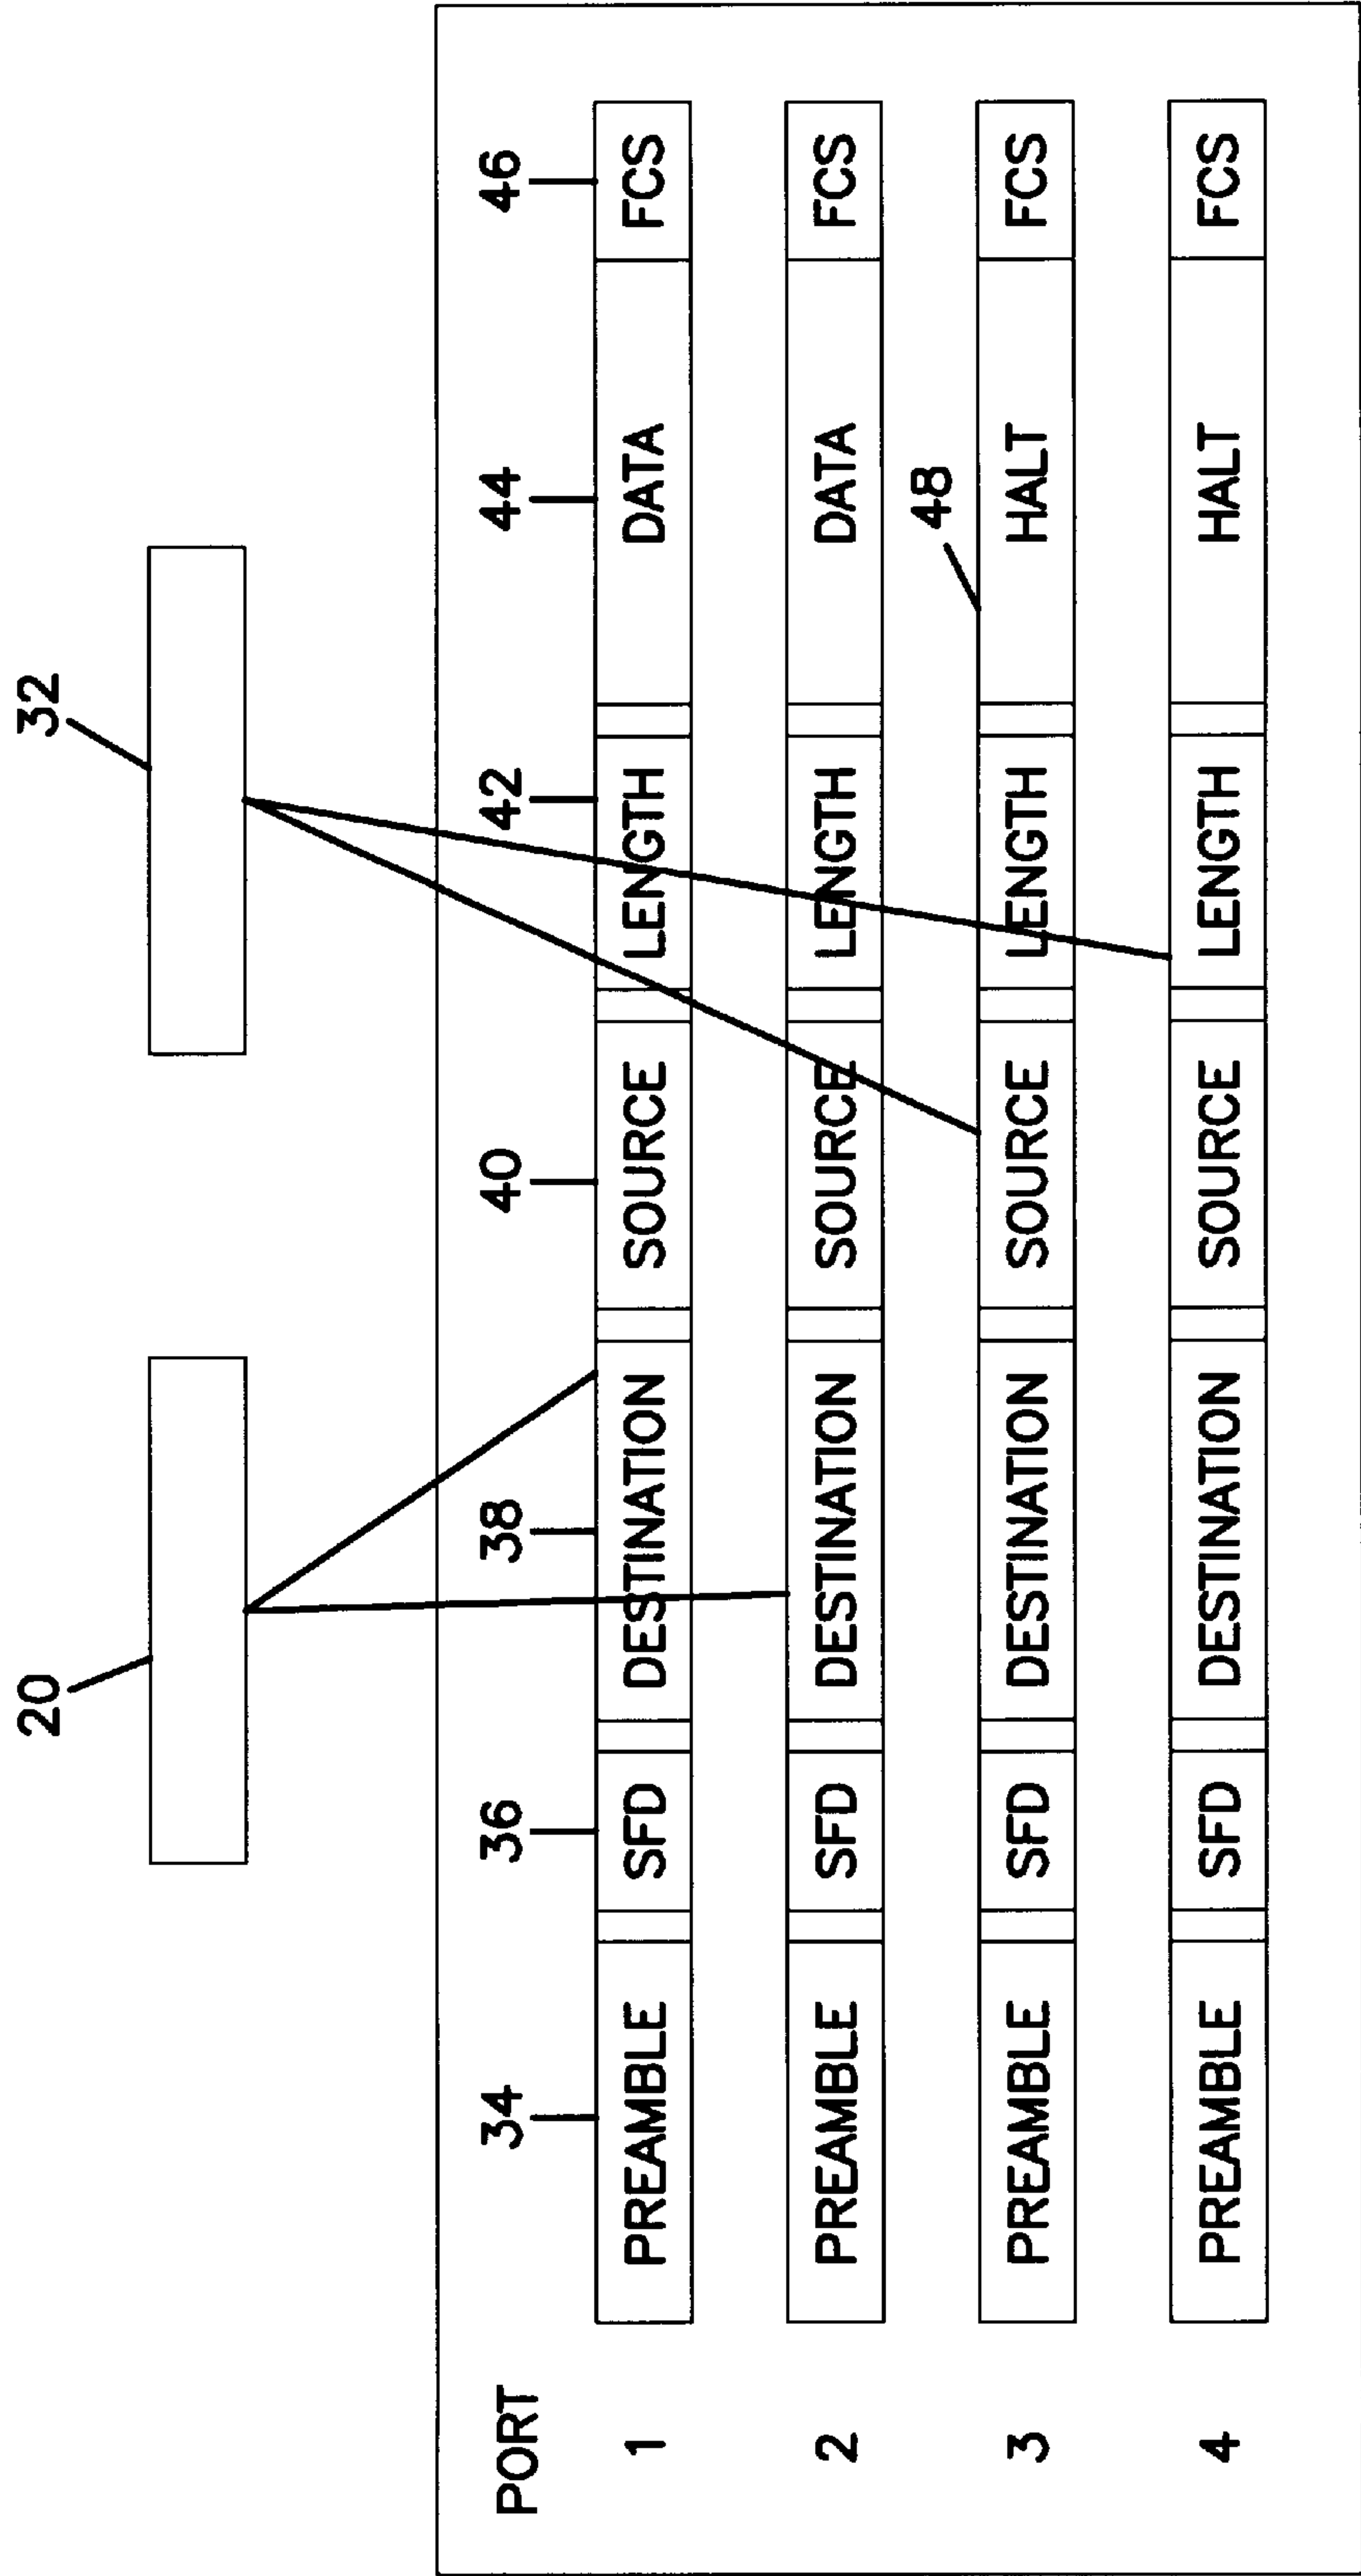 20 32
PORT 34 36 38 40 42 44 46
1 PREAMBLE SFD DESTINATION SOURCE LENGTH DATA FCS
2 PREAMBLE SFD DESTINATION SOURCE LENGTH DATA FCS
48
3 PREAMBLE SFD DESTINATION SOURCE LENGTH HALT FCS
4 PREAMBLE SFD DESTINATION SOURCE LENGTH HALT FCS